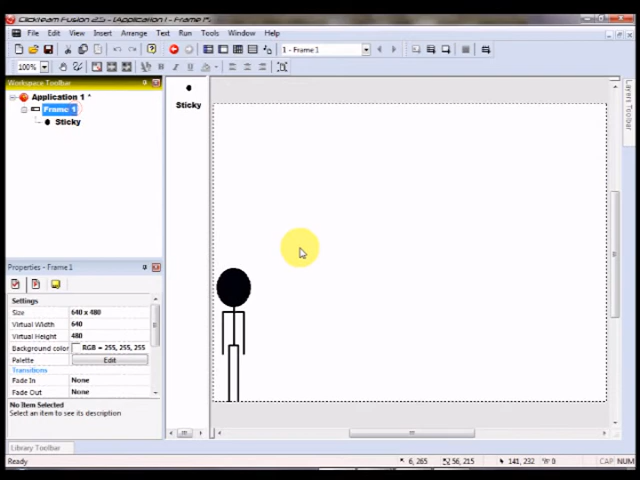 Clickteam Fusion 2.5 - [Application 1 - Frame 1*]
File Edit View Insert Arrange Text Run Tools Window Help
1 - Frame 1
100%
Workspace Toolbar
Application 1 *
Frame 1
Sticky
Sticky
Layers Toolbar
Properties - Frame 1
Settings
Size 640 x 480
Virtual Width 640
Virtual Height 480
Background color RGB = 255, 255, 255
Palette Edit
Transitions
Fade In None
Fade Out None
No Item Selected
Select an item to see its description
Library Toolbar
Ready 6, 265 56, 215 141, 232 0 CAP NUM